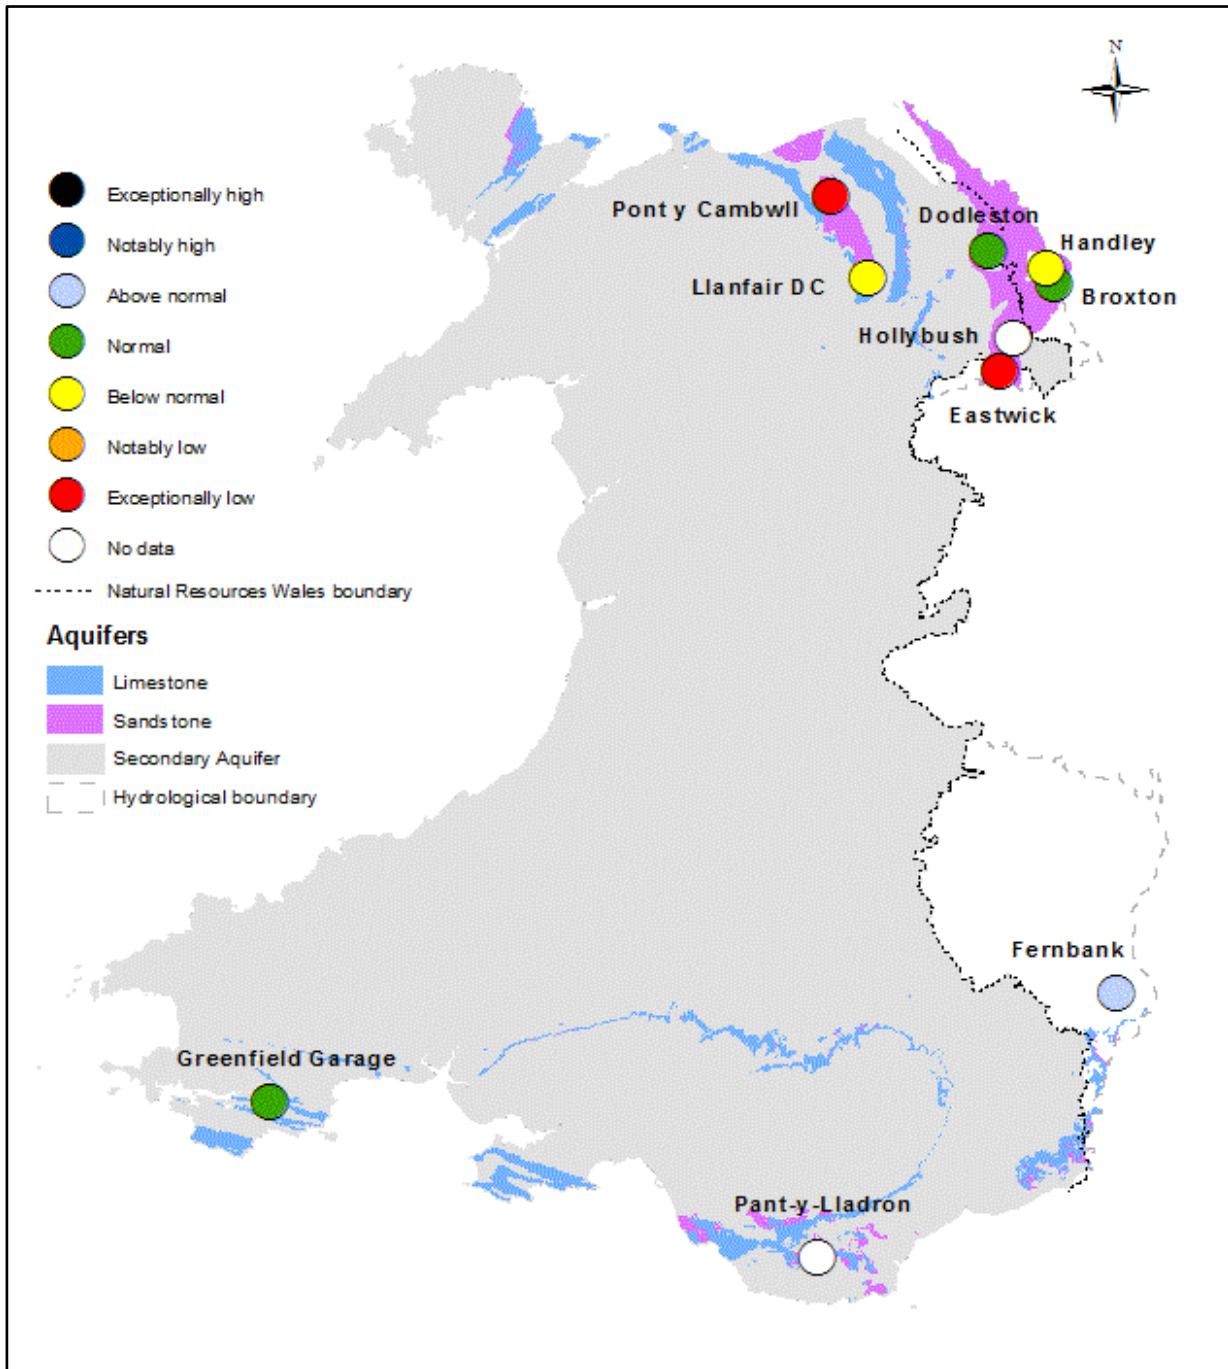 N
Exceptionally high
Notably high
Above normal
Normal
Below normal
Notably low
Exceptionally low
No data
Natural Resources Wales boundary
Aquifers
Limestone
Sandstone
Secondary Aquifer
Hydrological boundary
Pont y Cambwll
Dodleston
Handley
Llanfair DC
Broxton
Hollybush
Eastwick
Fernbank
Greenfield Garage
Pant-y-Lladron